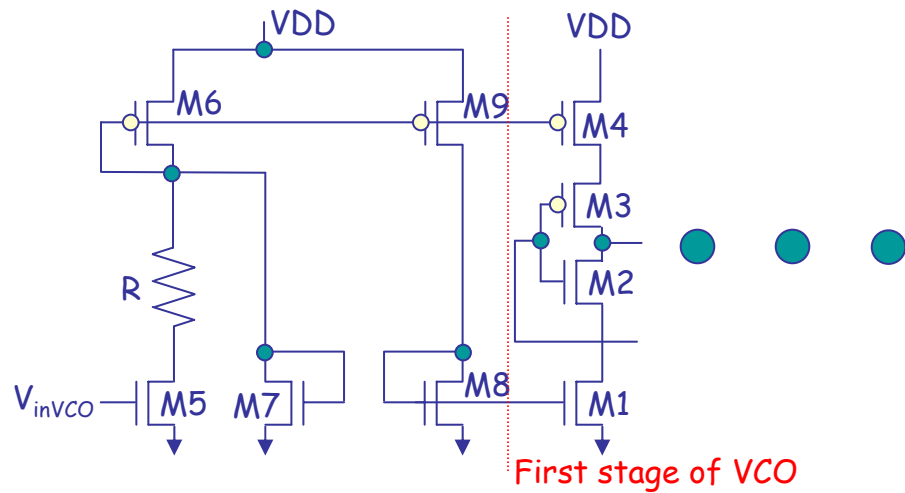 VDD
VDD
M6
M9
M4
M3
R
M2
VinVCO
M5
M7
M8
M1
First stage of VCO